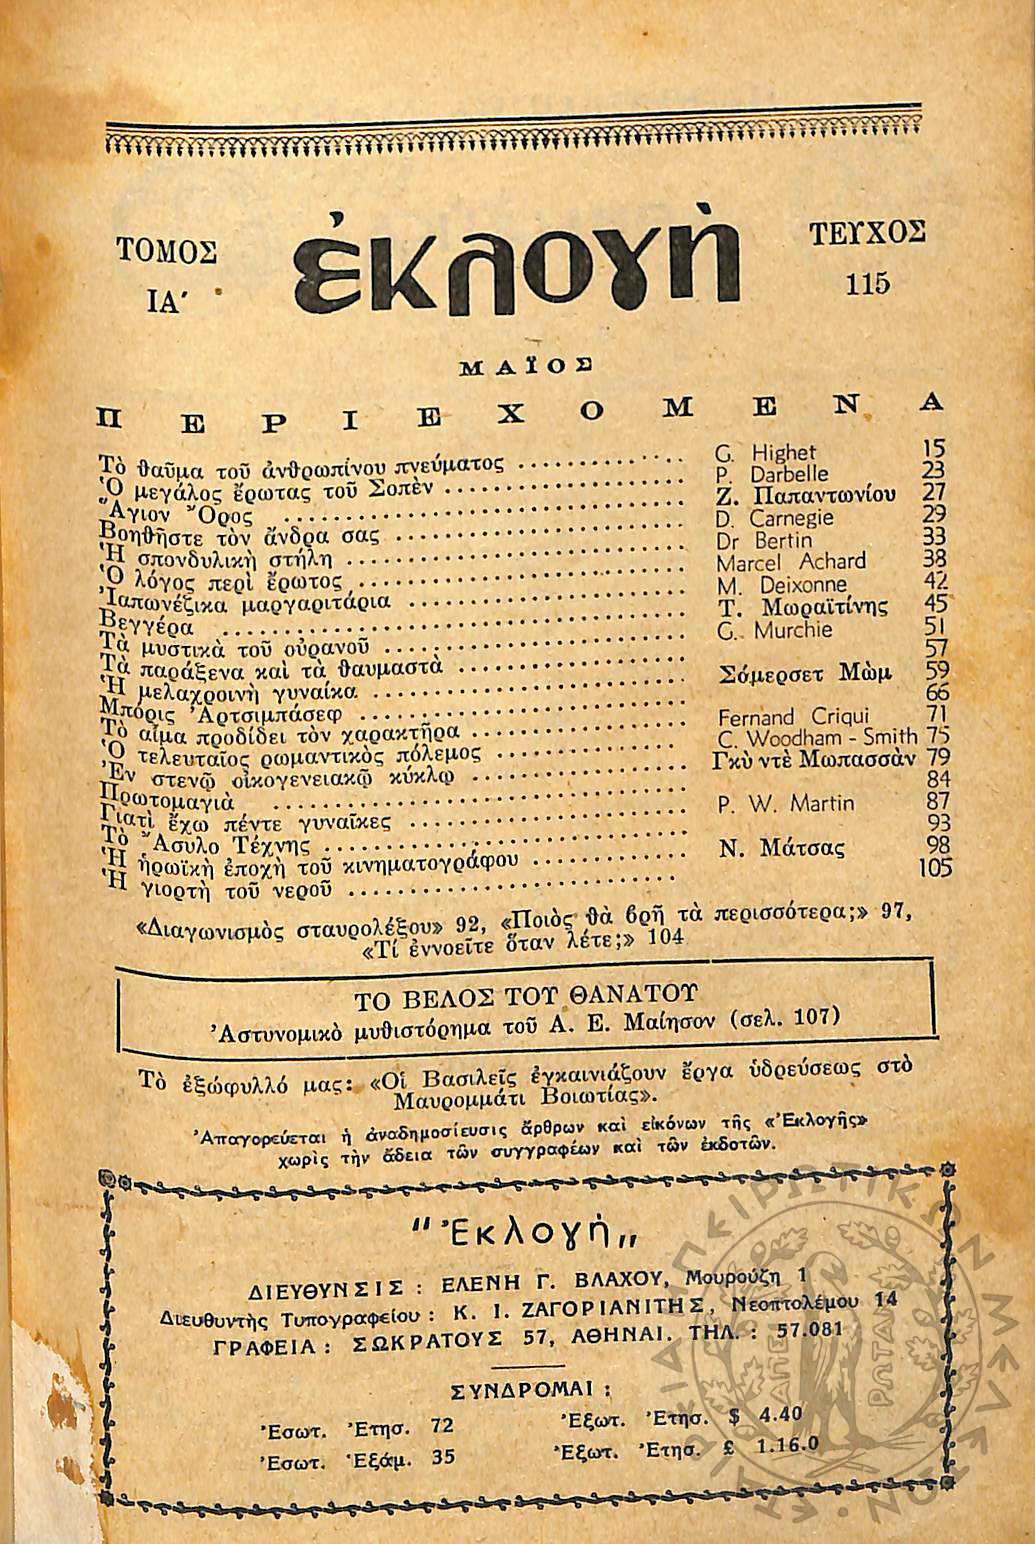 ΤΟΜΟΣ
ΙΑ΄
ἐκλογὴ
ΤΕΥΧΟΣ
115
ΜΑΪΟΣ
ΠΕΡΙΕΧΟΜΕΝΑ
Τὸ θαῦμα τοῦ ἀνθρωπίνου πνεύματος .............. G. Highet 15
Ὁ μεγάλος ἔρωτας τοῦ Σοπὲν .................... P. Darbelle 23
Ἅγιον Ὄρος .................... Ζ. Παπαντωνίου 27
Βοηθῆστε τὸν ἄνδρα σας .................... D. Carnegie 29
Ἡ σπονδυλικὴ στήλη .................... Dr Bertin 33
Ὁ λόγος περὶ ἔρωτος .................... Marcel Achard 38
Ἰαπωνέζικα μαργαριτάρια .................... M. Deixonne 42
Βεγγέρα .................... Τ. Μωραϊτίνης 45
Τὰ μυστικὰ τοῦ οὐρανοῦ .................... G. Murchie 51
Τὰ παράξενα καὶ τὰ θαυμαστὰ .................... 57
Ἡ μελαχροινὴ γυναίκα .................... Σόμερσετ Μὼμ 59
Μπόρις Ἀρτσιμπάσεφ .................... 66
Τὸ αἷμα προδίδει τὸν χαρακτῆρα .................... Fernand Criqui 71
Ὁ τελευταῖος ρωμαντικὸς πόλεμος .................... C. Woodham - Smith 75
Ἐν στενῷ οἰκογενειακῷ κύκλῳ .................... Γκὺ ντὲ Μωπασσὰν 79
Πρωτομαγιὰ .................... 84
Γιατὶ ἔχω πέντε γυναῖκες .................... P. W. Martin 87
Τὸ Ἄσυλο Τέχνης .................... 93
Ἡ ἡρωϊκὴ ἐποχὴ τοῦ κινηματογράφου .............. Ν. Μάτσας 98
Ἡ γιορτὴ τοῦ νεροῦ .................... 105
«Διαγωνισμὸς σταυρολέξου» 92, «Ποιὸς θὰ βρῆ τὰ περισσότερα;» 97,
«Τί ἐννοεῖτε ὅταν λέτε;» 104
ΤΟ ΒΕΛΟΣ ΤΟΥ ΘΑΝΑΤΟΥ
Ἀστυνομικὸ μυθιστόρημα τοῦ Α. Ε. Μαίησον (σελ. 107)
Τὸ ἐξώφυλλό μας: «Οἱ Βασιλεῖς ἐγκαινιάζουν ἔργα ὑδρεύσεως στὸ
Μαυρομμάτι Βοιωτίας».
Ἀπαγορεύεται ἡ ἀναδημοσίευσις ἄρθρων καὶ εἰκόνων τῆς «Ἐκλογῆς»
χωρὶς τὴν ἄδεια τῶν συγγραφέων καὶ τῶν ἐκδοτῶν.
"Ἐκλογή„
ΔΙΕΥΘΥΝΣΙΣ : ΕΛΕΝΗ Γ. ΒΛΑΧΟΥ, Μουρούζη 1
Διευθυντὴς Τυπογραφείου : Κ. Ι. ΖΑΓΟΡΙΑΝΙΤΗΣ, Νεοπτολέμου 14
ΓΡΑΦΕΙΑ : ΣΩΚΡΑΤΟΥΣ 57, ΑΘΗΝΑΙ. ΤΗΛ. : 57.081
ΣΥΝΔΡΟΜΑΙ :
Ἐσωτ. Ἐτησ. 72 Ἐξωτ. Ἐτησ. $ 4.40
Ἐσωτ. Ἑξάμ. 35 Ἐξωτ. Ἐτησ. £ 1.16.0
ΕΤΑΙΡΕΙΑ ΗΠΕΙΡΩΤΙΚΩΝ ΜΕΛΕΤΩΝ
ΑΠΕΙ
ΡΩΤΑΝ